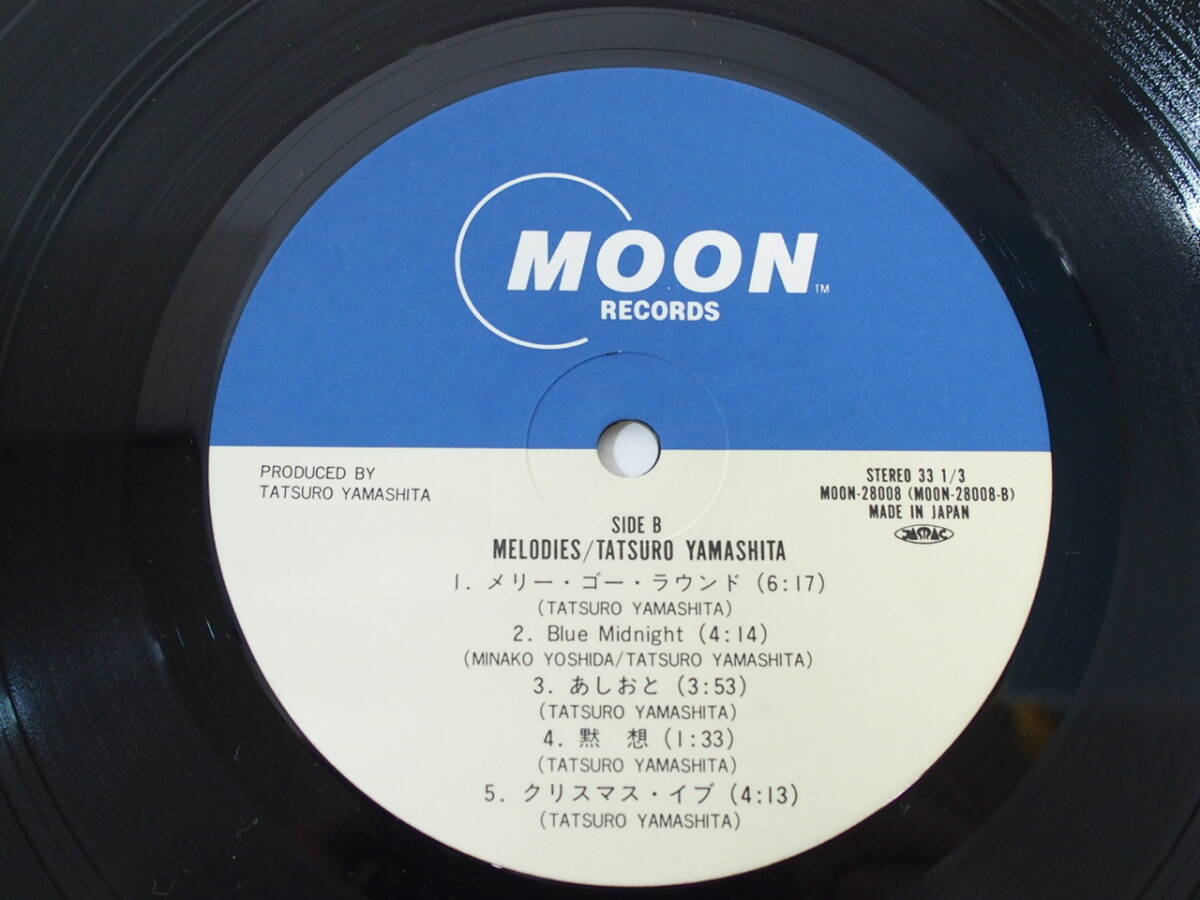 MOON™
RECORDS
PRODUCED BY
TATSURO YAMASHITA
STEREO 33 1/3
MOON-28008 (MOON-28008-B)
MADE IN JAPAN
JASRAC
SIDE B
MELODIES/TATSURO YAMASHITA
1. メリー・ゴー・ラウンド (6:17)
(TATSURO YAMASHITA)
2. Blue Midnight (4:14)
(MINAKO YOSHIDA/TATSURO YAMASHITA)
3. あしおと (3:53)
(TATSURO YAMASHITA)
4. 黙 想 (1:33)
(TATSURO YAMASHITA)
5. クリスマス・イブ (4:13)
(TATSURO YAMASHITA)